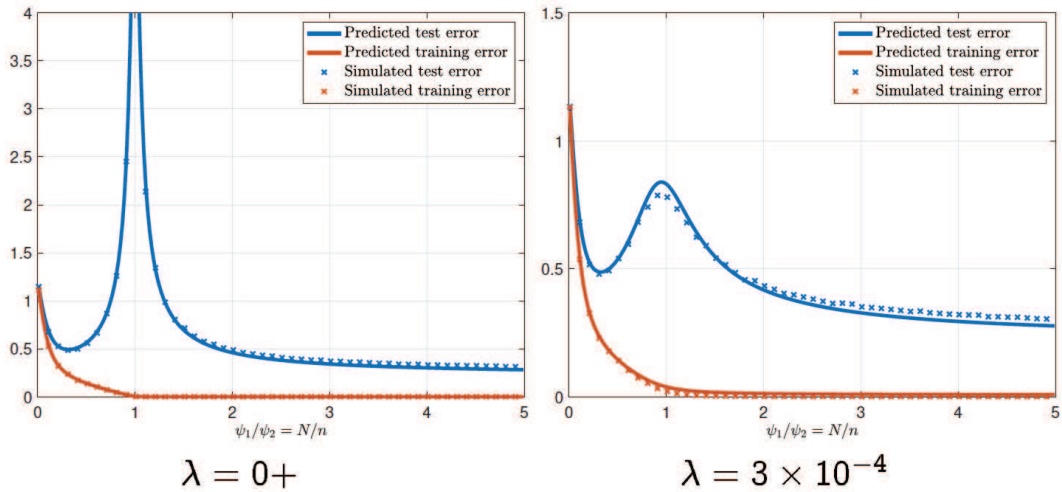 4
3.5
3
2.5
2
1.5
1
0.5
0
Predicted test error
Predicted training error
Simulated test error
Simulated training error
0 1 2 3 4 5
ψ₁/ψ₂ = N/n
λ = 0+
1.5
1
0.5
0
Predicted test error
Predicted training error
Simulated test error
Simulated training error
0 1 2 3 4 5
ψ₁/ψ₂ = N/n
λ = 3 × 10⁻⁴